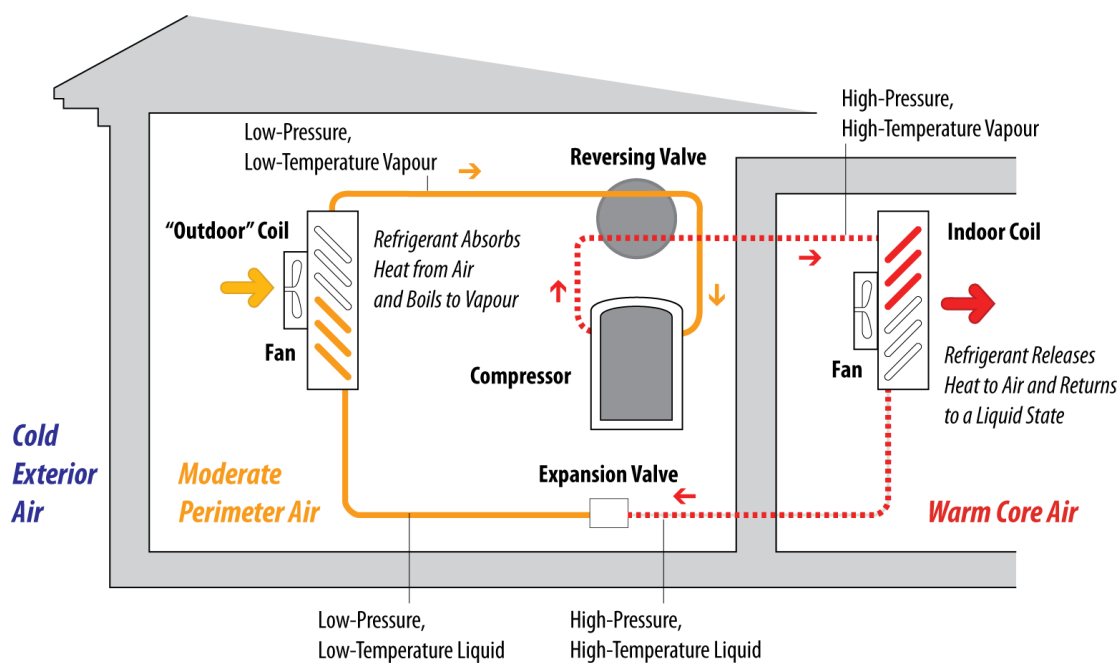 High-Pressure,
High-Temperature Vapour
Low-Pressure,
Low-Temperature Vapour
Reversing Valve
“Outdoor” Coil
Refrigerant Absorbs
Heat from Air
and Boils to Vapour
Indoor Coil
Fan
Compressor
Fan
Refrigerant Releases
Heat to Air and Returns
to a Liquid State
Cold
Exterior
Air
Moderate
Perimeter Air
Expansion Valve
Warm Core Air
Low-Pressure,
Low-Temperature Liquid
High-Pressure,
High-Temperature Liquid